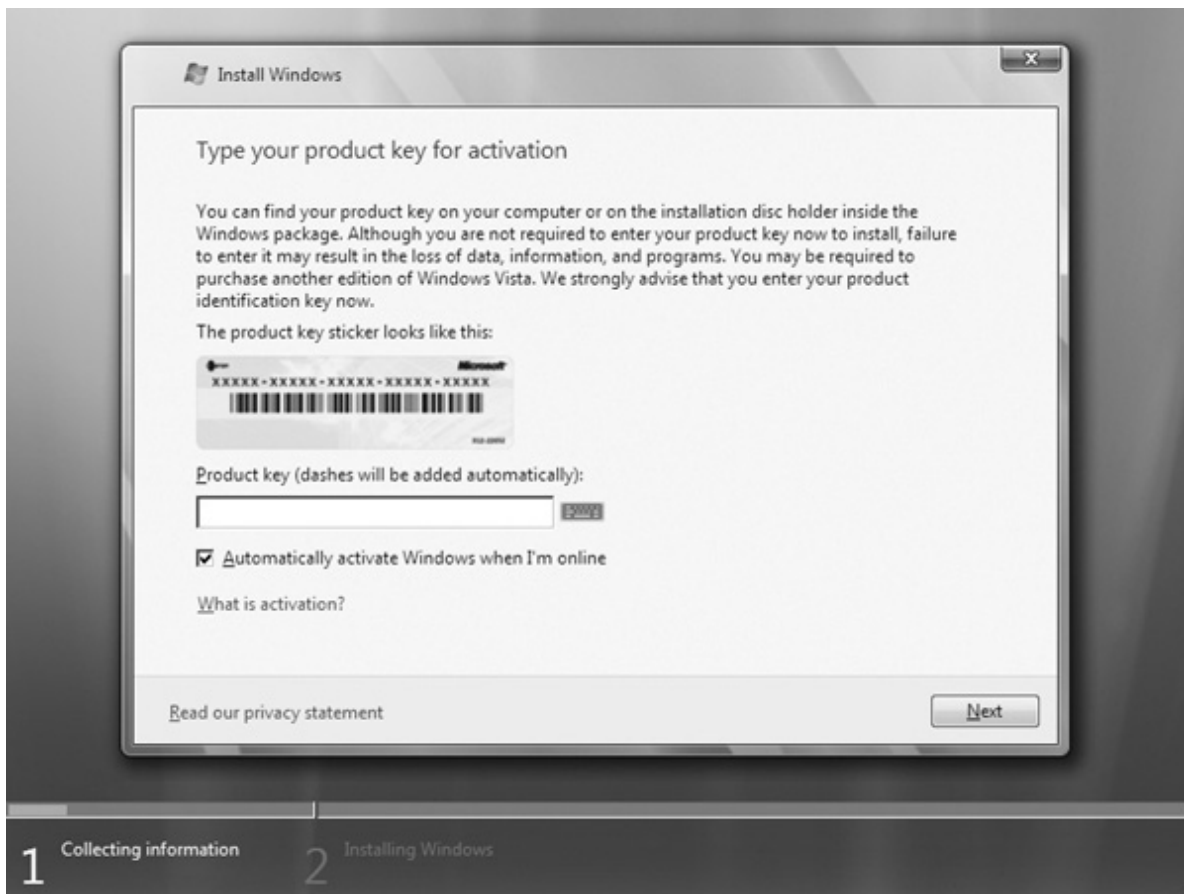 Install Windows
Type your product key for activation
You can find your product key on your computer or on the installation disc holder inside the
Windows package. Although you are not required to enter your product key now to install, failure
to enter it may result in the loss of data, information, and programs. You may be required to
purchase another edition of Windows Vista. We strongly advise that you enter your product
identification key now.
The product key sticker looks like this:
Microsoft
XXXXX-XXXXX-XXXXX-XXXXX-XXXXX
Product key (dashes will be added automatically):
Automatically activate Windows when I'm online
What is activation?
Read our privacy statement
Next
1 Collecting information
2 Installing Windows